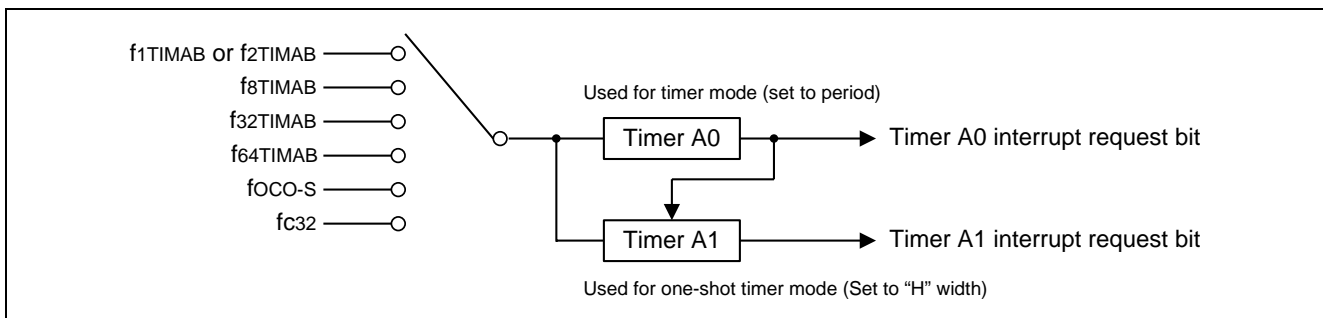 f1TIMAB or f2TIMAB
f8TIMAB
f32TIMAB
f64TIMAB
fOCO-S
fC32
Used for timer mode (set to period)
Timer A0
Timer A0 interrupt request bit
Timer A1
Timer A1 interrupt request bit
Used for one-shot timer mode (Set to “H” width)